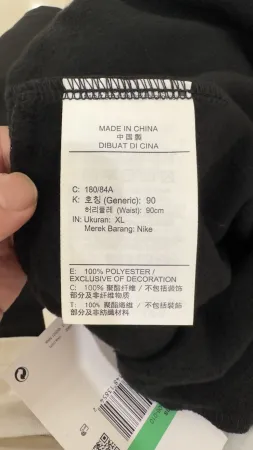 MADE IN CHINA
中国製
DIBUAT DI CINA
C: 180/84A
K: 호칭 (Generic): 90
허리둘레 (Waist): 90cm
IN: Ukuran: XL
Merek Barang: Nike
E: 100% POLYESTER /
EXCLUSIVE OF DECORATION
C: 100% 聚酯纤维 / 不包括装饰
部分及非纤维物质
T: 100% 聚酯纖維 / 不包括裝飾
部分及非紡織材料